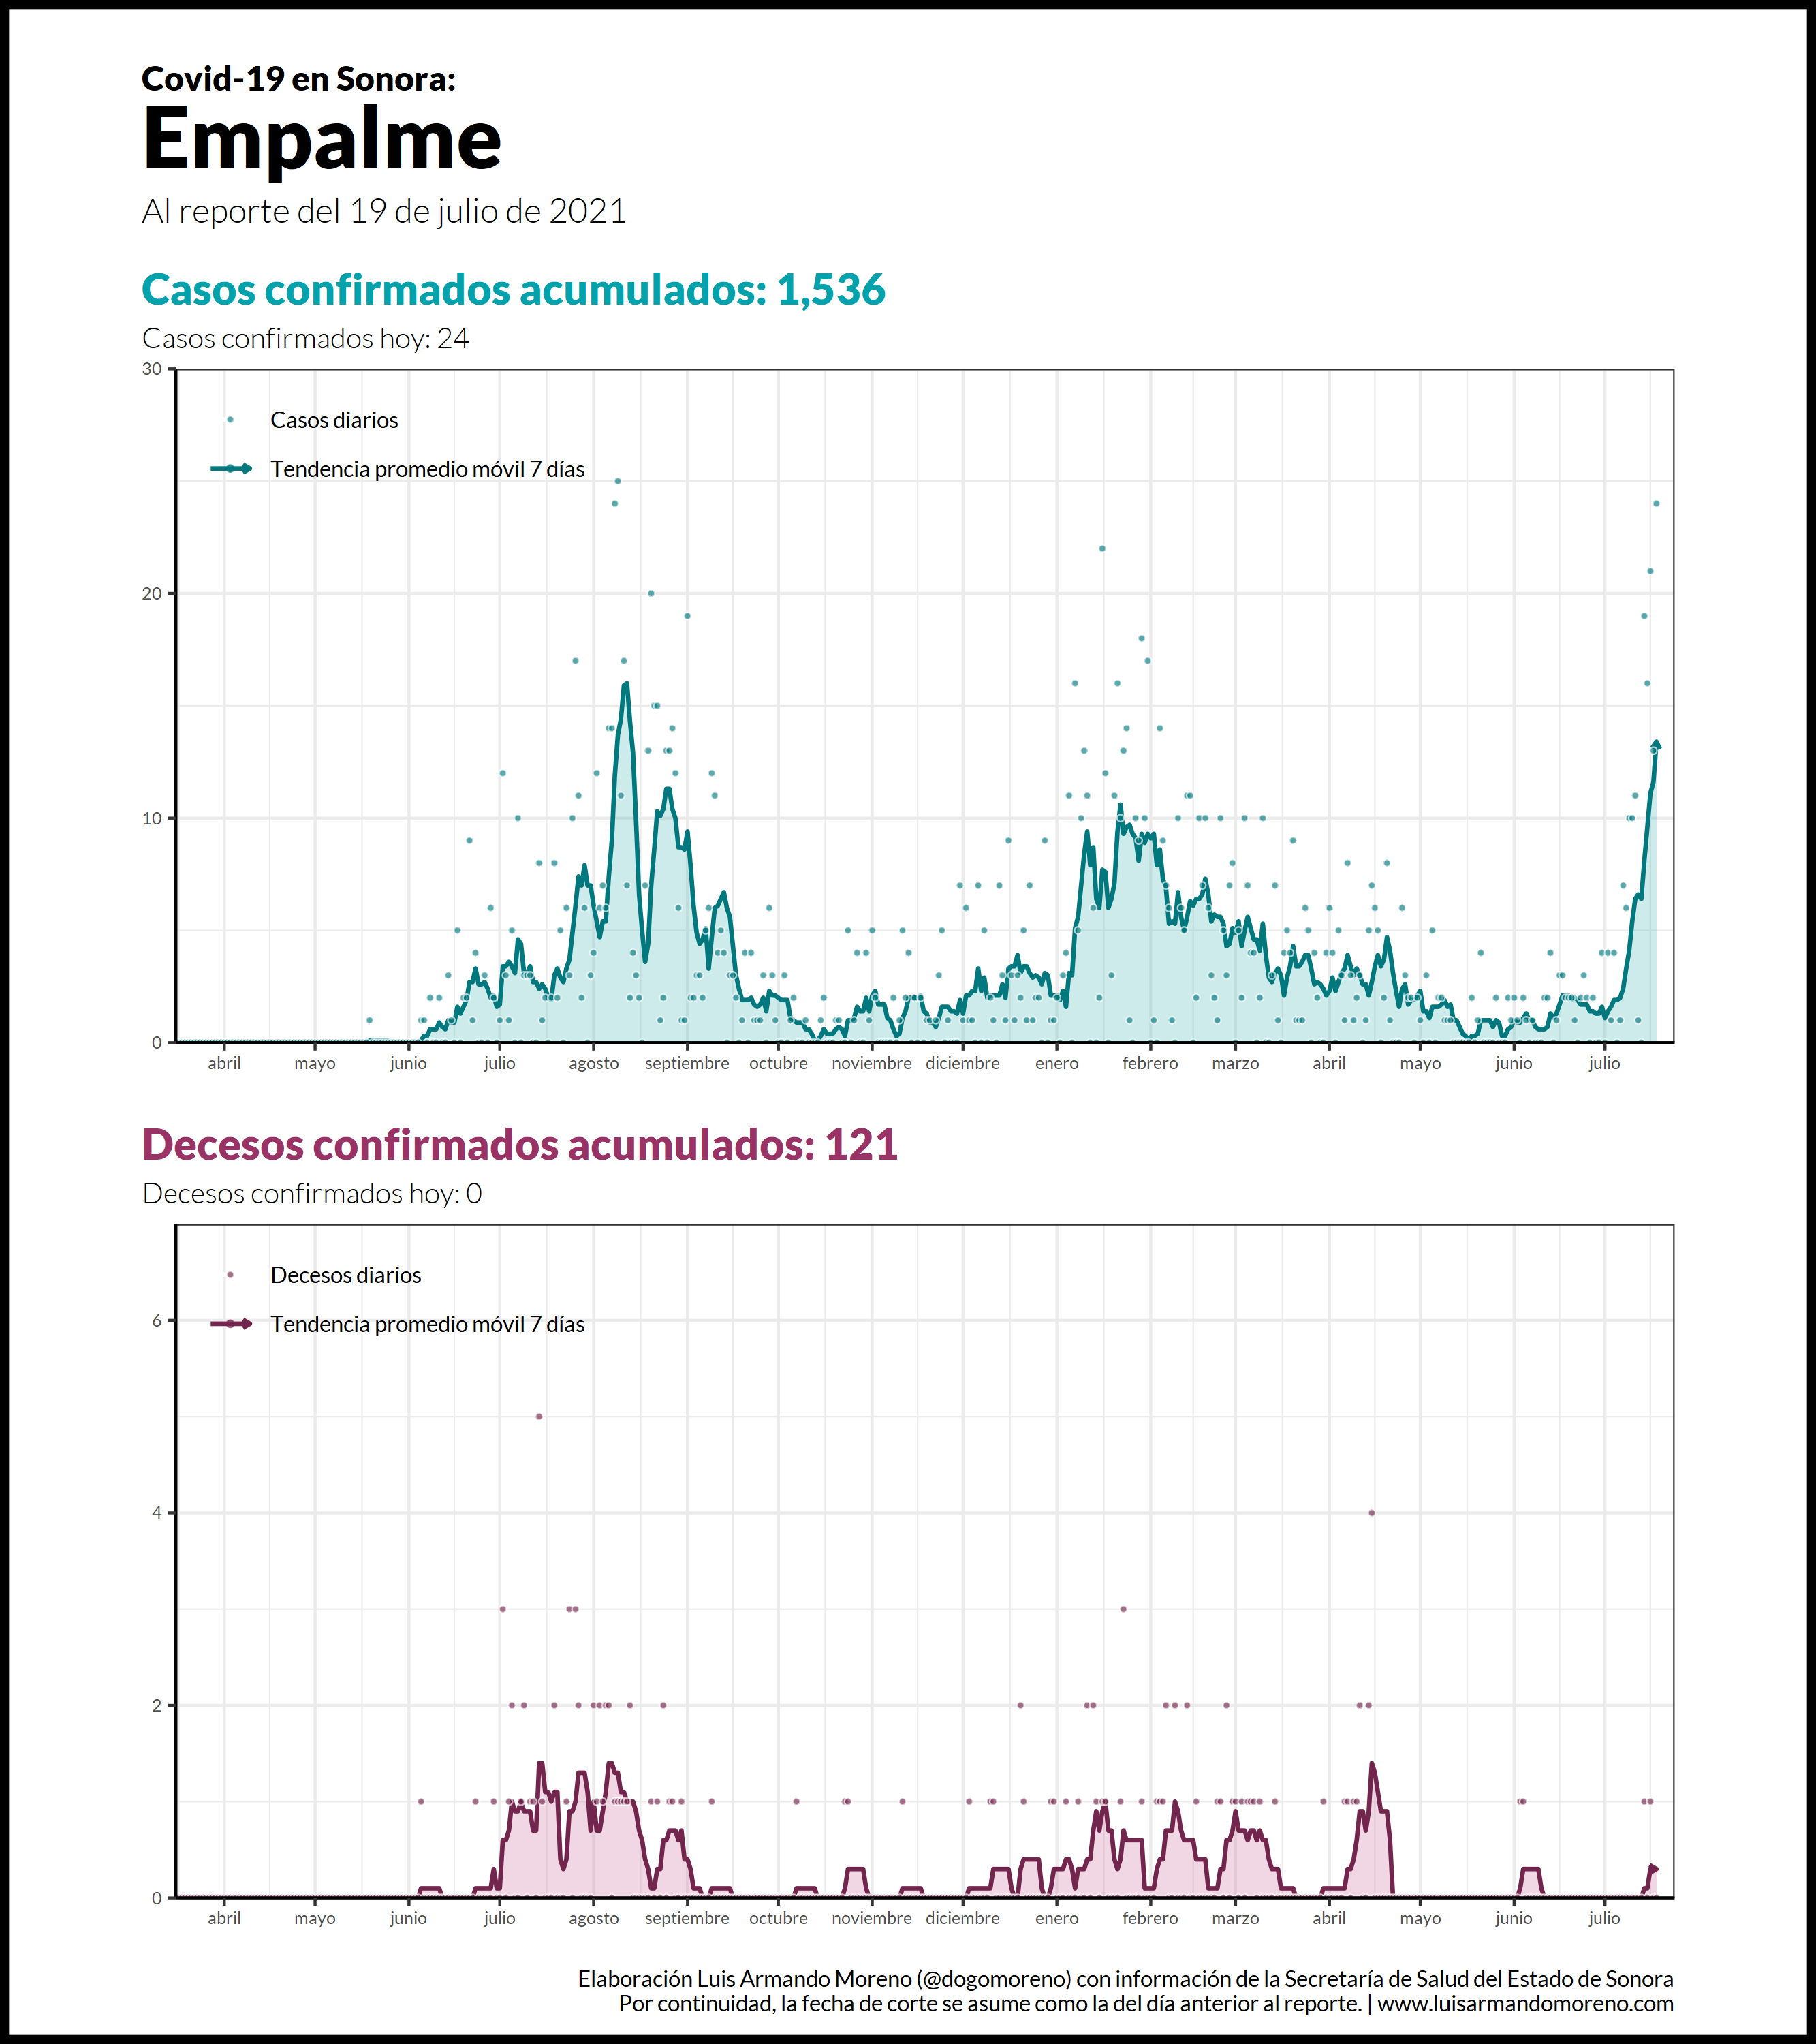 Covid-19 en Sonora:
Empalme
Al reporte del 19 de julio de 2021
Casos confirmados acumulados: 1,536
Casos confirmados hoy: 24
30
20
10
0
Casos diarios
Tendencia promedio móvil 7 días
abril mayo junio julio agosto septiembre octubre noviembre diciembre enero febrero marzo abril mayo junio julio
Decesos confirmados acumulados: 121
Decesos confirmados hoy: 0
6
4
2
0
Decesos diarios
Tendencia promedio móvil 7 días
abril mayo junio julio agosto septiembre octubre noviembre diciembre enero febrero marzo abril mayo junio julio
Elaboración Luis Armando Moreno (@dogomoreno) con información de la Secretaría de Salud del Estado de Sonora
Por continuidad, la fecha de corte se asume como la del día anterior al reporte. | www.luisarmandomoreno.com